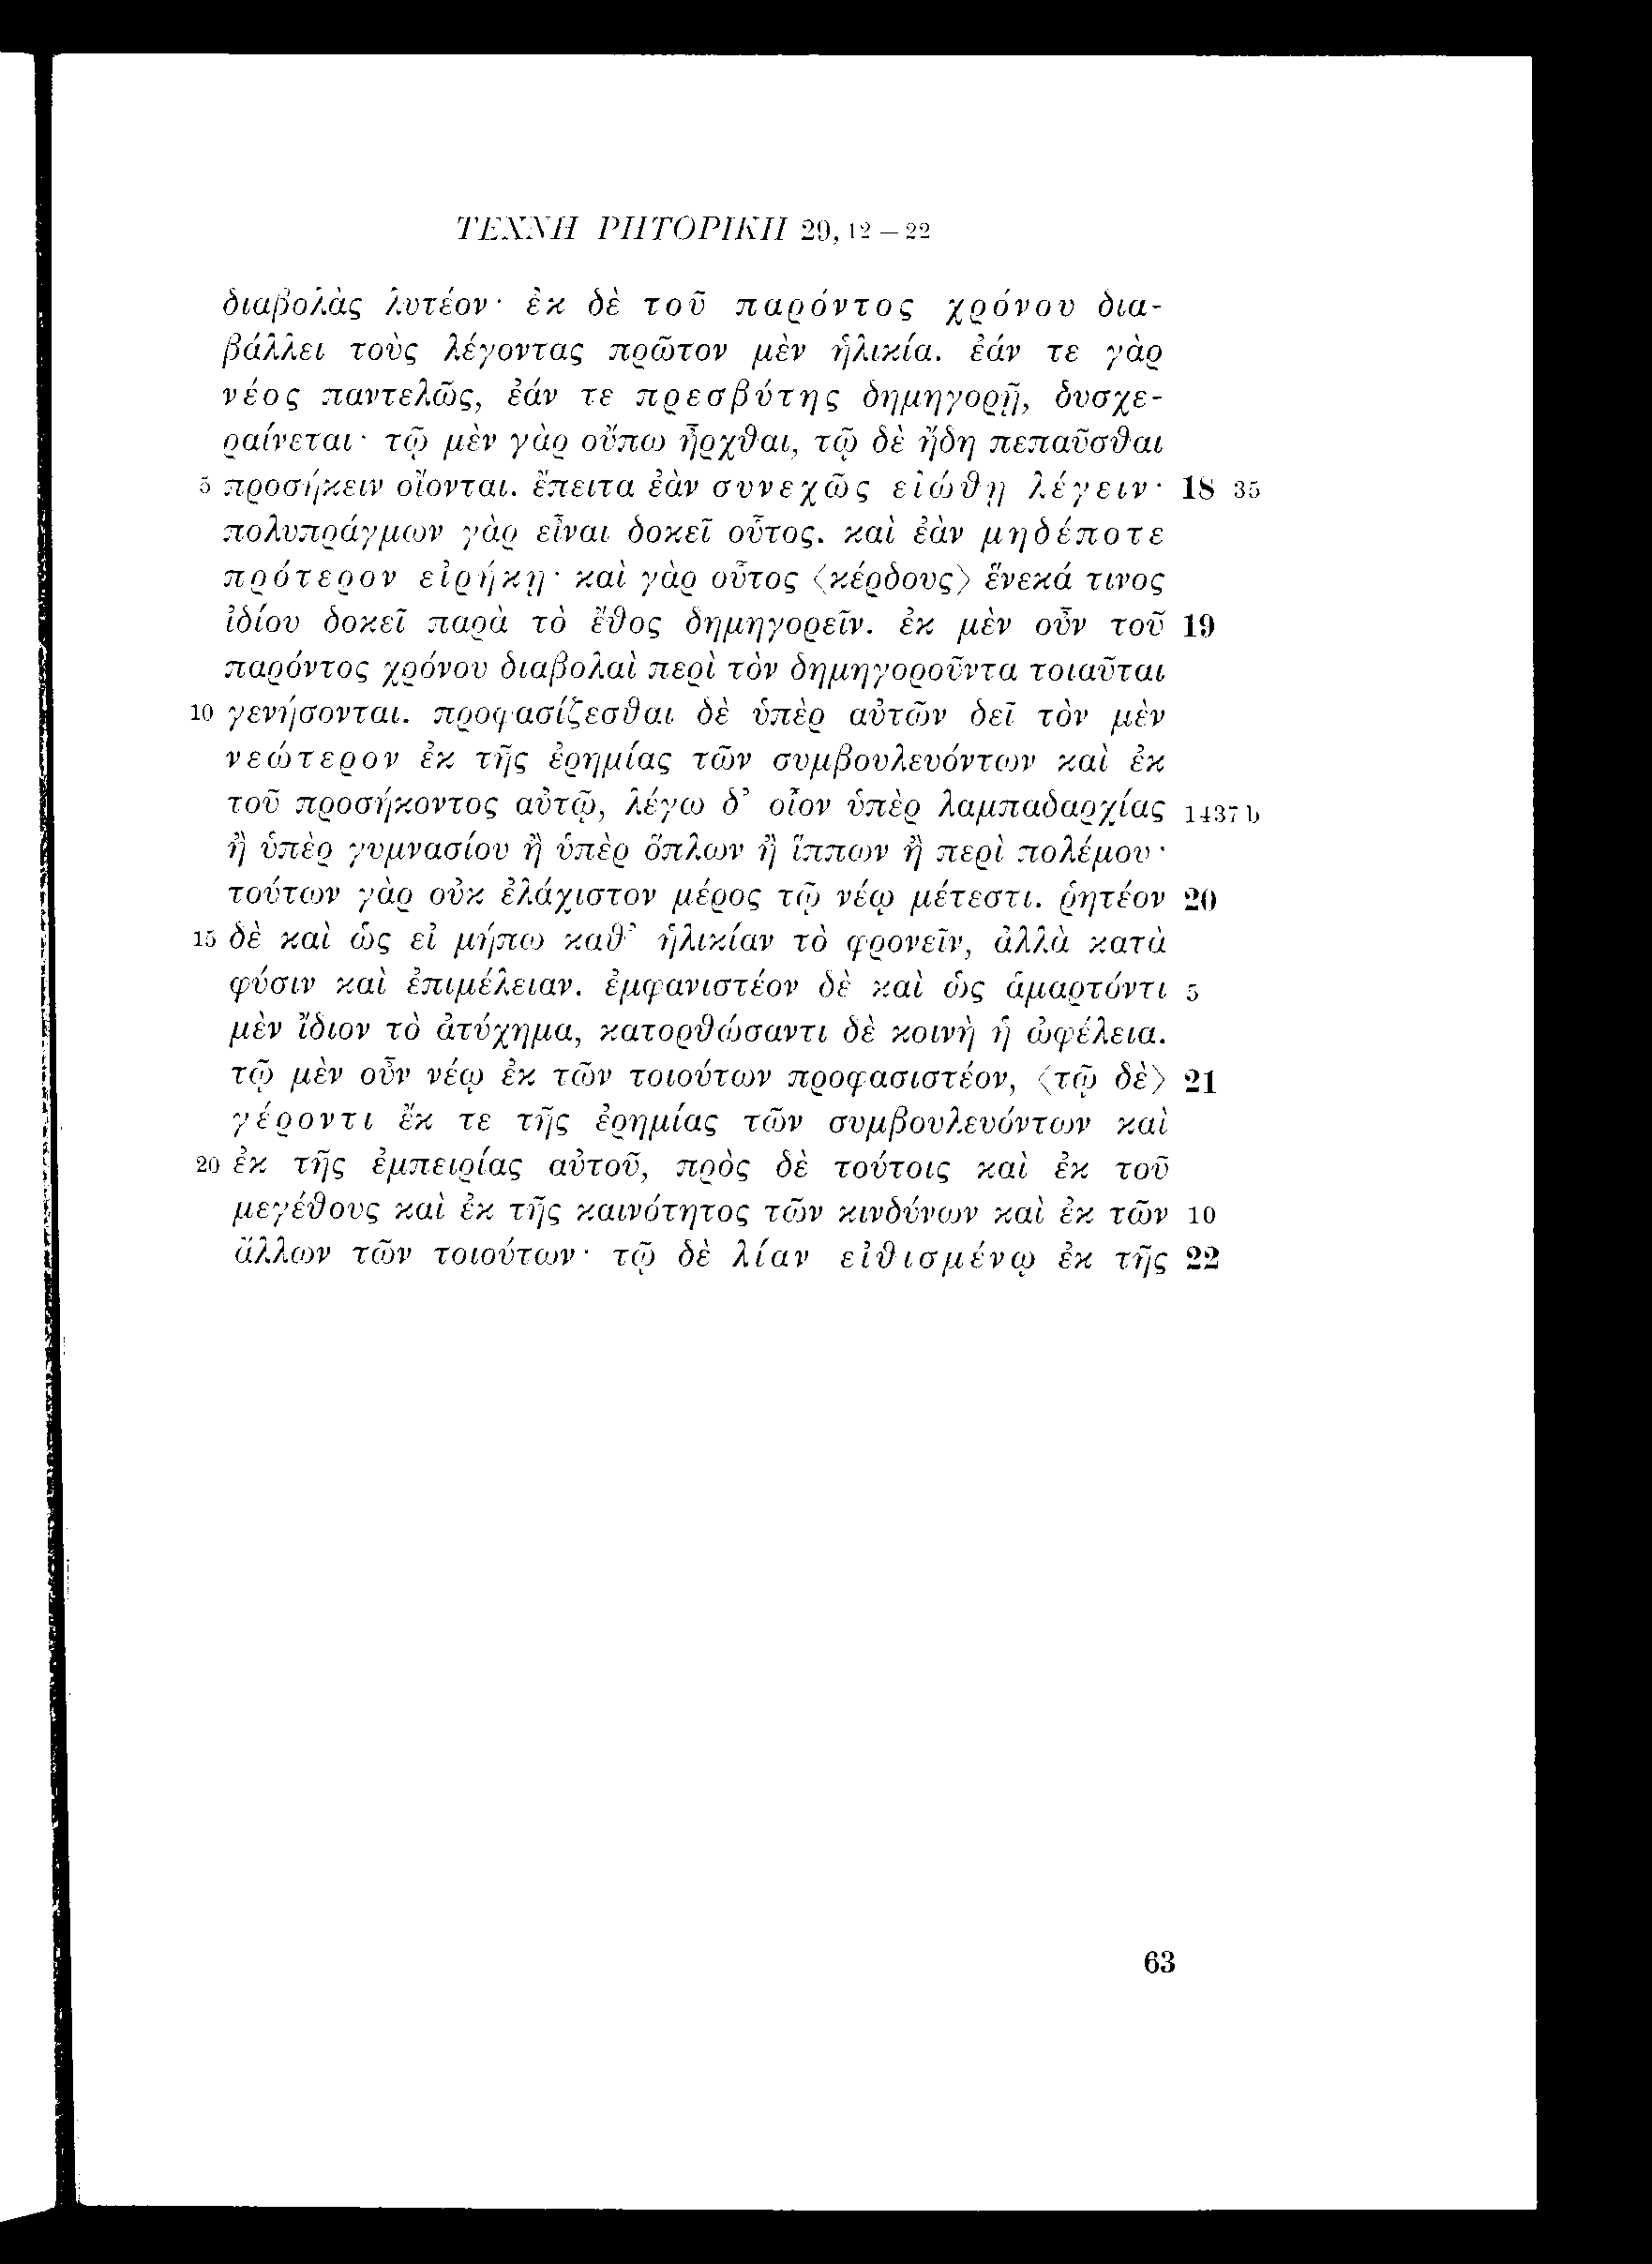 ΤΕΧΝΗ ΡΗΤΟΡΙΚΗ 29, 12 – 22
διαβολὰς λυτέον· ἐκ δὲ τοῦ παρόντος χρόνου δια-
βάλλει τοὺς λέγοντας πρῶτον μὲν ἡλικία. ἐάν τε γὰρ
νέος παντελῶς, ἐάν τε πρεσβύτης δημηγορῇ, δυσχε-
ραίνεται· τῷ μὲν γὰρ οὔπω ἦρχθαι, τῷ δὲ ἤδη πεπαῦσθαι
5 προσήκειν οἴονται. ἔπειτα ἐὰν συνεχῶς εἰώθῃ λέγειν· 18 35
πολυπράγμων γὰρ εἶναι δοκεῖ οὗτος. καὶ ἐὰν μηδέποτε
πρότερον εἰρήκῃ· καὶ γὰρ οὗτος ⟨κέρδους⟩ ἕνεκά τινος
ἰδίου δοκεῖ παρὰ τὸ ἔθος δημηγορεῖν. ἐκ μὲν οὖν τοῦ 19
παρόντος χρόνου διαβολαὶ περὶ τὸν δημηγοροῦντα τοιαῦται
10 γενήσονται. προφασίζεσθαι δὲ ὑπὲρ αὐτῶν δεῖ τὸν μὲν
νεώτερον ἐκ τῆς ἐρημίας τῶν συμβουλευόντων καὶ ἐκ
τοῦ προσήκοντος αὐτῷ, λέγω δ’ οἷον ὑπὲρ λαμπαδαρχίας 1437 b
ἢ ὑπὲρ γυμνασίου ἢ ὑπὲρ ὅπλων ἢ ἵππων ἢ περὶ πολέμου·
τούτων γὰρ οὐκ ἐλάχιστον μέρος τῷ νέῳ μέτεστι. ῥητέον 20
15 δὲ καὶ ὡς εἰ μήπω καθ’ ἡλικίαν τὸ φρονεῖν, ἀλλὰ κατὰ
φύσιν καὶ ἐπιμέλειαν. ἐμφανιστέον δὲ καὶ ὡς ἁμαρτόντι 5
μὲν ἴδιον τὸ ἀτύχημα, κατορθώσαντι δὲ κοινὴ ἡ ὠφέλεια.
τῷ μὲν οὖν νέῳ ἐκ τῶν τοιούτων προφασιστέον, ⟨τῷ δὲ⟩ 21
γέροντι ἔκ τε τῆς ἐρημίας τῶν συμβουλευόντων καὶ
20 ἐκ τῆς ἐμπειρίας αὐτοῦ, πρὸς δὲ τούτοις καὶ ἐκ τοῦ
μεγέθους καὶ ἐκ τῆς καινότητος τῶν κινδύνων καὶ ἐκ τῶν 10
ἄλλων τῶν τοιούτων· τῷ δὲ λίαν εἰθισμένῳ ἐκ τῆς 22
63